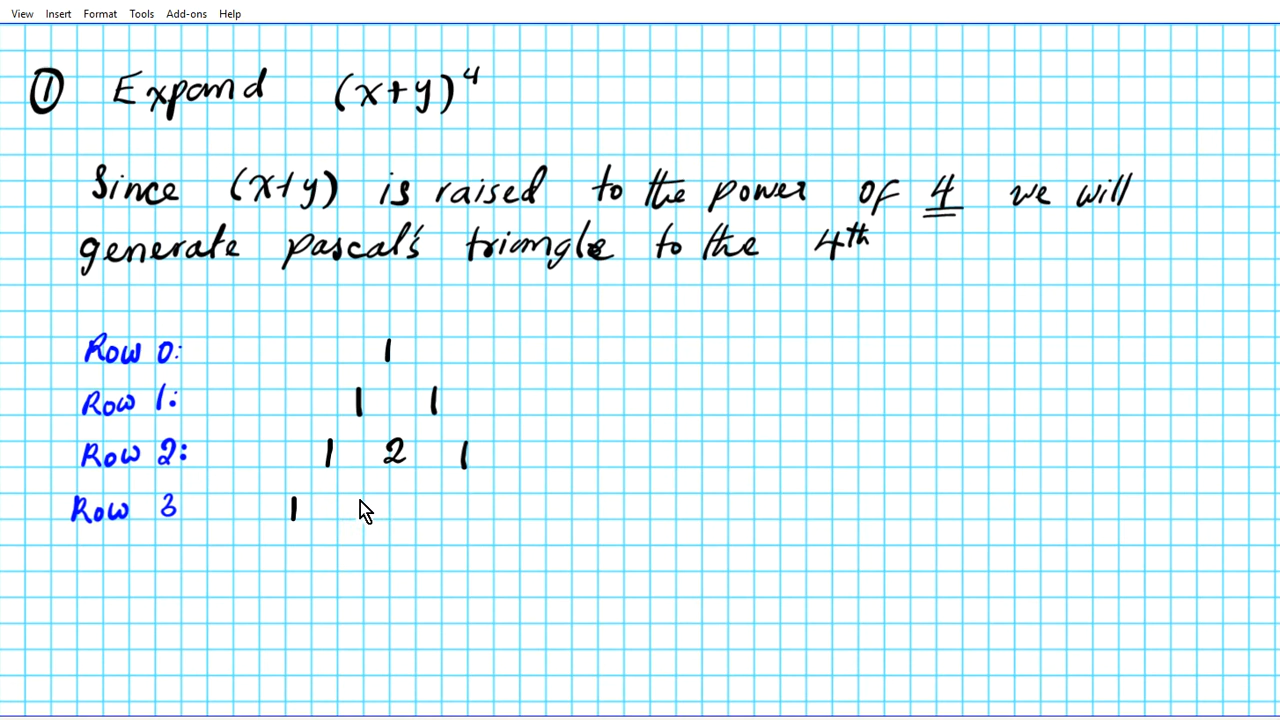 View Insert Format Tools Add-ons Help
① Expand (x+y)⁴
Since (x+y) is raised to the power of 4 we will
generate pascal's triangle to the 4th
Row 0: 1
Row 1: 1 1
Row 2: 1 2 1
Row 3 1